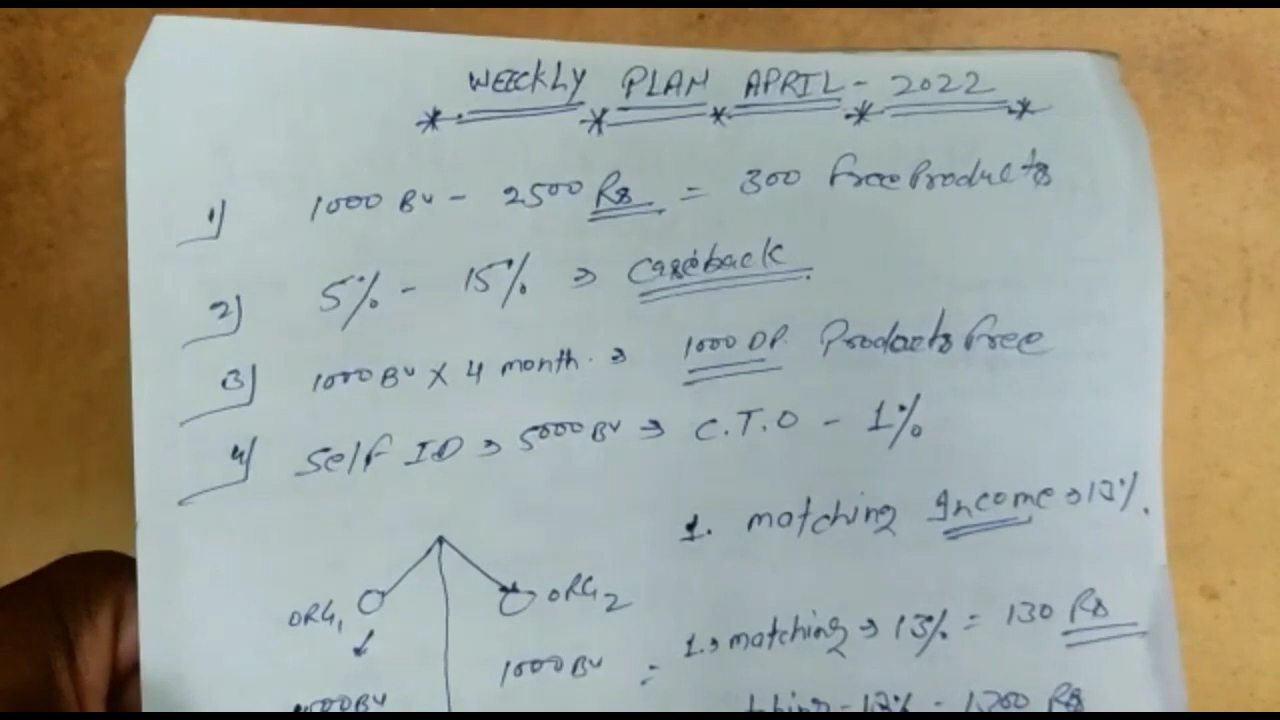 WEECKLY PLAN APRIL - 2022
1) 1000 BV - 2500 Rs = 300 Free Products
2) 5% - 15% → Caseback
3) 1000 BV X 4 month → 1000 DP. Products Free
4) Self ID → 5000 BV → C.T.O - 1%
1. matching Income → 13%.
ORG1 ORG2
1. matching → 13% = 130 Rs
1000 BV =